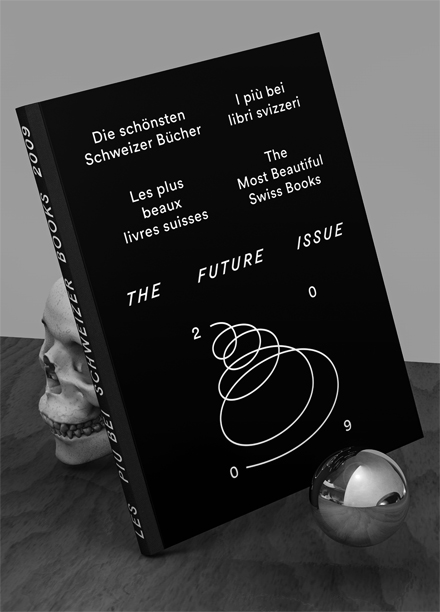 Die schönsten
Schweizer Bücher
I più bei
libri svizzeri
Les plus
beaux
livres suisses
The
Most Beautiful
Swiss Books
THE FUTURE ISSUE
2
0
0
9
LES PIÙ BEI SCHWEIZER BOOKS 2009